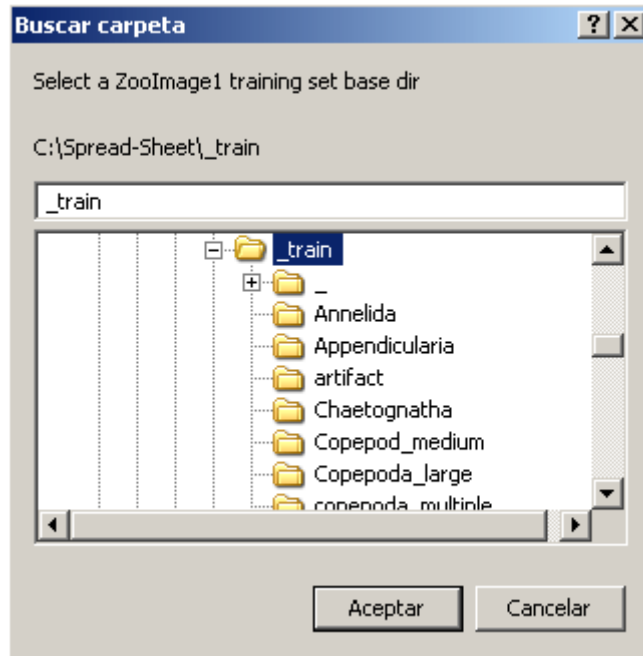 Buscar carpeta
Select a ZooImage1 training set base dir
C:\Spread-Sheet\_train
_train
_train
_
Annelida
Appendicularia
artifact
Chaetognatha
Copepod_medium
Copepoda_large
copepoda_multiple
Aceptar Cancelar